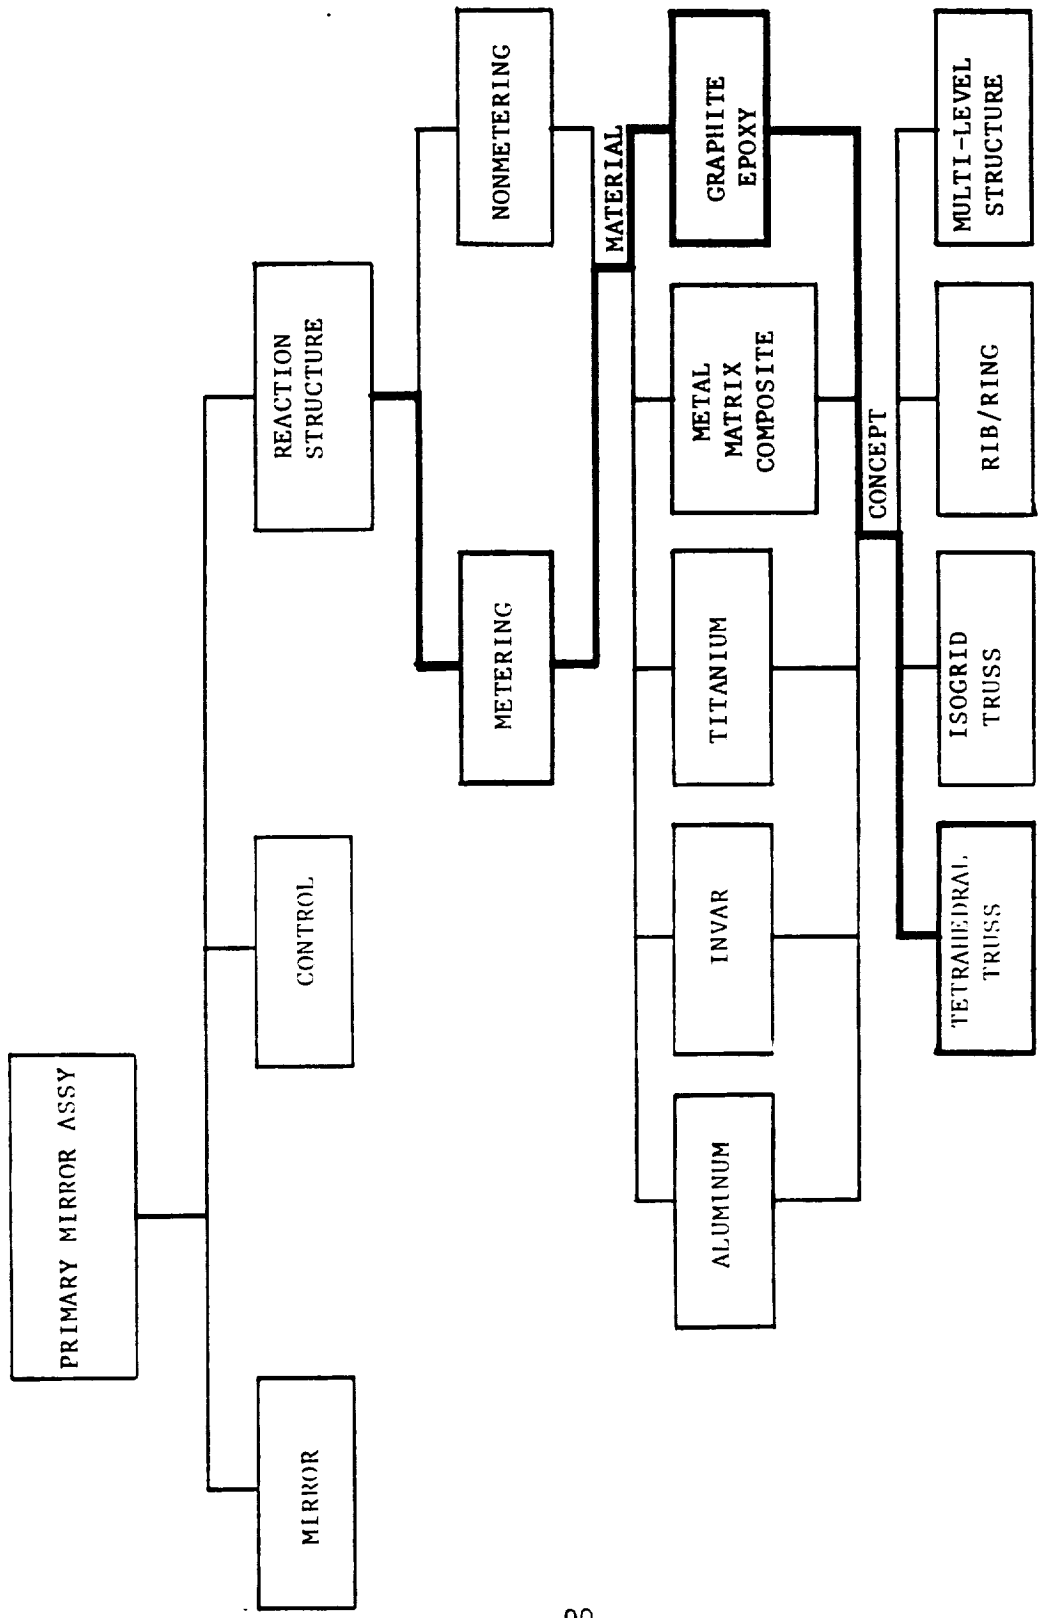 PRIMARY MIRROR ASSY
MIRROR
CONTROL
REACTION
STRUCTURE
METERING
NONMETERING
MATERIAL
ALUMINUM
INVAR
TITANIUM
METAL
MATRIX
COMPOSITE
GRAPHITE
EPOXY
CONCEPT
TETRAHEDRAL
TRUSS
ISOGRID
TRUSS
RIB/RING
MULTI-LEVEL
STRUCTURE